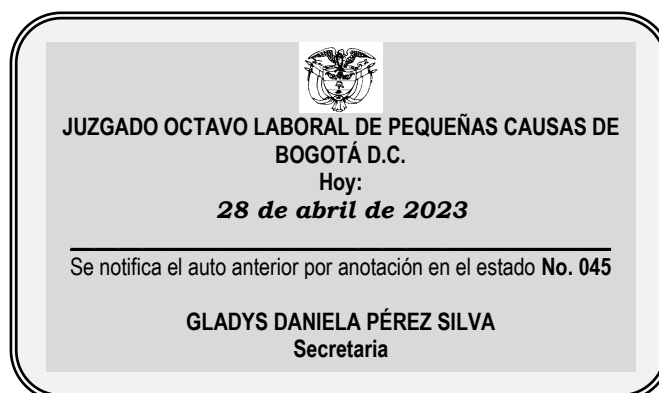 JUZGADO OCTAVO LABORAL DE PEQUEÑAS CAUSAS DE
BOGOTÁ D.C.
Hoy:
28 de abril de 2023
Se notifica el auto anterior por anotación en el estado No. 045
GLADYS DANIELA PÉREZ SILVA
Secretaria